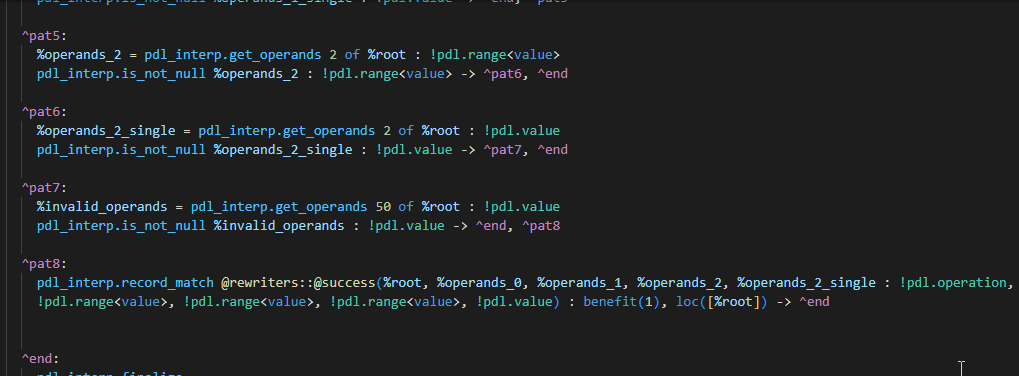 ^pat5:
%operands_2 = pdl_interp.get_operands 2 of %root : !pdl.range<value>
pdl_interp.is_not_null %operands_2 : !pdl.range<value> -> ^pat6, ^end
^pat6:
%operands_2_single = pdl_interp.get_operands 2 of %root : !pdl.value
pdl_interp.is_not_null %operands_2_single : !pdl.value -> ^pat7, ^end
^pat7:
%invalid_operands = pdl_interp.get_operands 50 of %root : !pdl.value
pdl_interp.is_not_null %invalid_operands : !pdl.value -> ^end, ^pat8
^pat8:
pdl_interp.record_match @rewriters::@success(%root, %operands_0, %operands_1, %operands_2, %operands_2_single : !pdl.operation,
!pdl.range<value>, !pdl.range<value>, !pdl.range<value>, !pdl.value) : benefit(1), loc([%root]) -> ^end
^end: